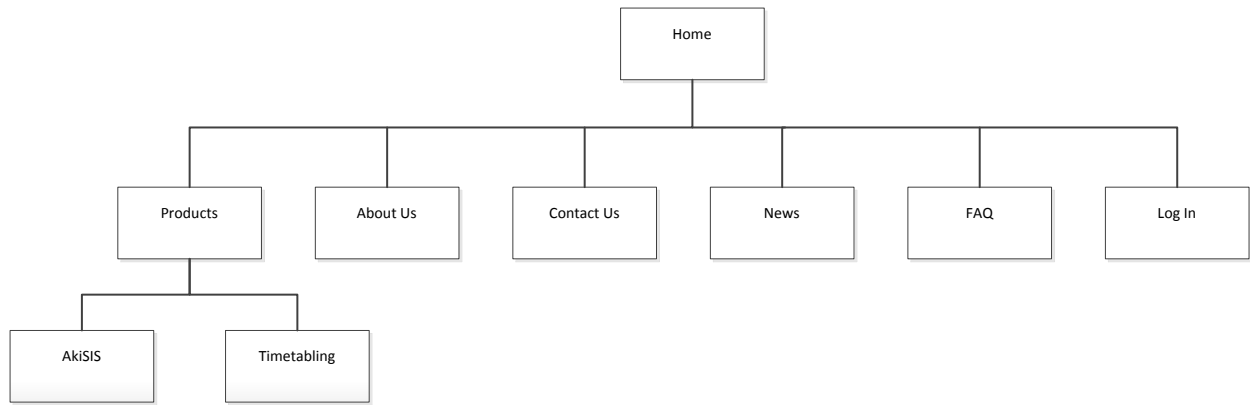 Home
Products
About Us
Contact Us
News
FAQ
Log In
AkiSIS
Timetabling